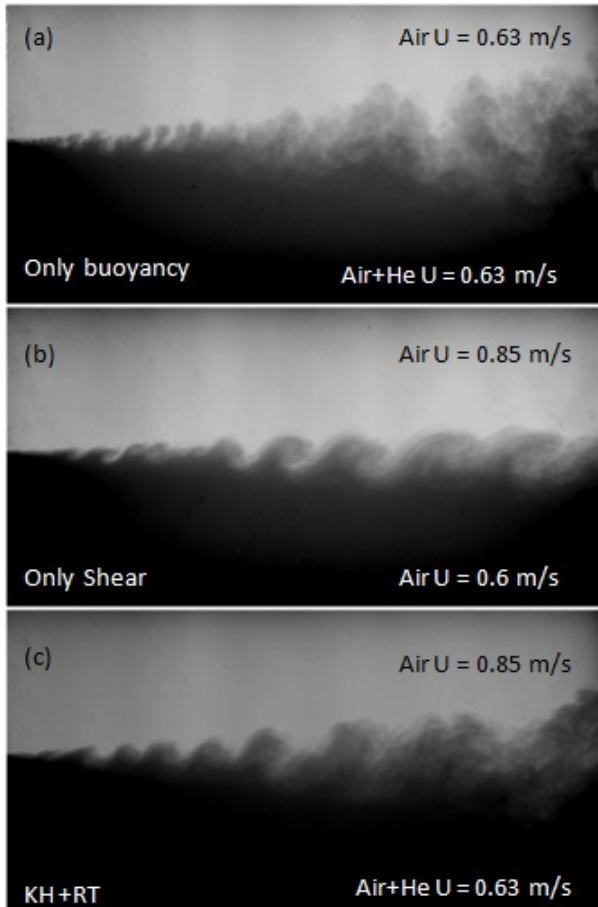 (a)
Air U = 0.63 m/s
Only buoyancy
Air+He U = 0.63 m/s
(b)
Air U = 0.85 m/s
Only Shear
Air U = 0.6 m/s
(c)
Air U = 0.85 m/s
KH+RT
Air+He U = 0.63 m/s